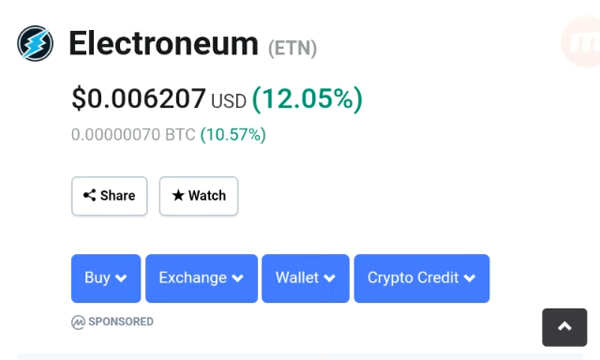 Electroneum (ETN)
$0.006207 USD (12.05%)
0.00000070 BTC (10.57%)
Share Watch
Buy Exchange Wallet Crypto Credit
SPONSORED